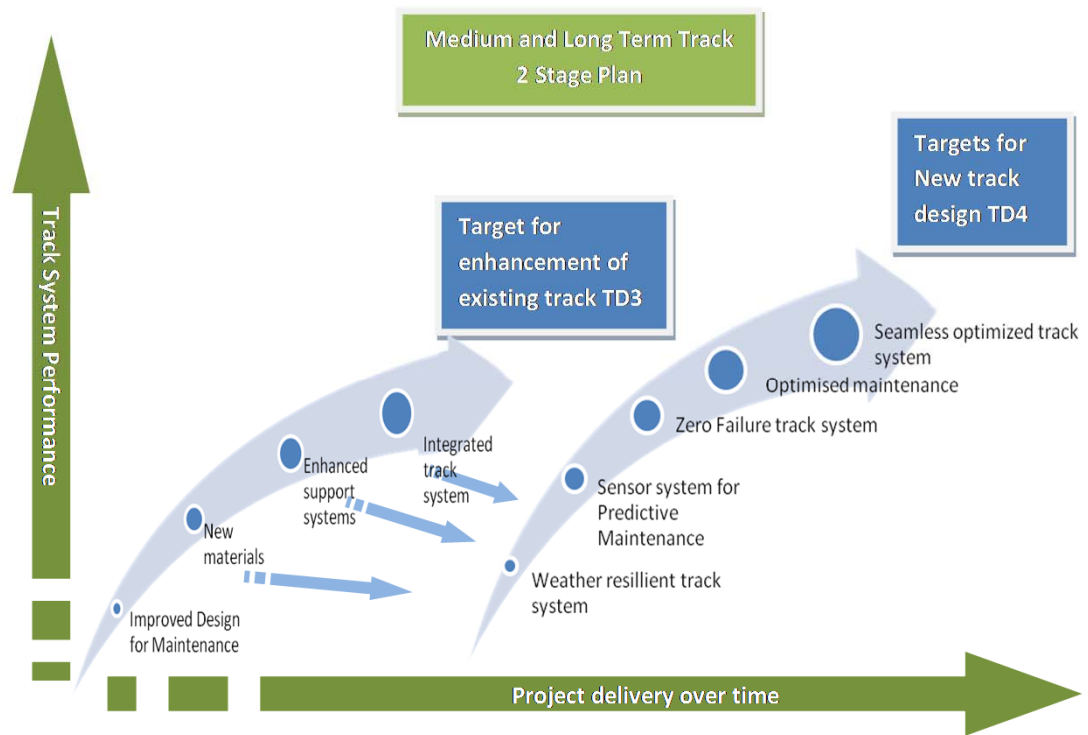 Medium and Long Term Track
2 Stage Plan
Targets for
New track
design TD4
Target for
enhancement of
existing track TD3
Track System Performance
Seamless optimized track
system
Optimised maintenance
Zero Failure track system
Sensor system for
Predictive
Maintenance
Weather resillient track
system
Integrated
track
system
Enhanced
support
systems
New
materials
Improved Design
for Maintenance
Project delivery over time